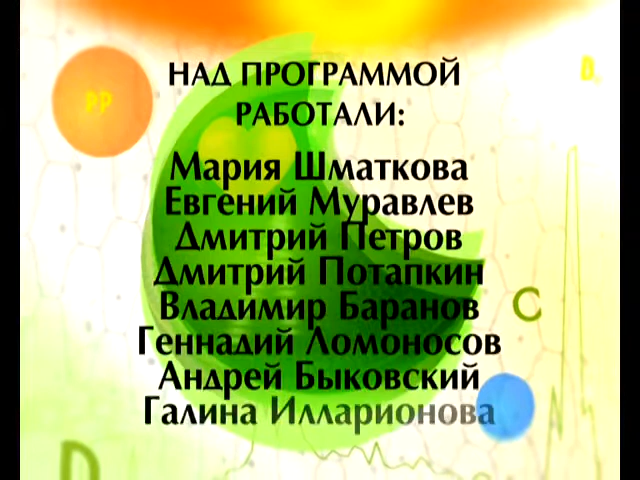 PP
B
НАД ПРОГРАММОЙ
РАБОТАЛИ:
Мария Шматкова
Евгений Муравлев
Дмитрий Петров
Дмитрий Потапкин
Владимир Баранов
C
Геннадий Ломоносов
Андрей Быковский
Галина Илларионова
D